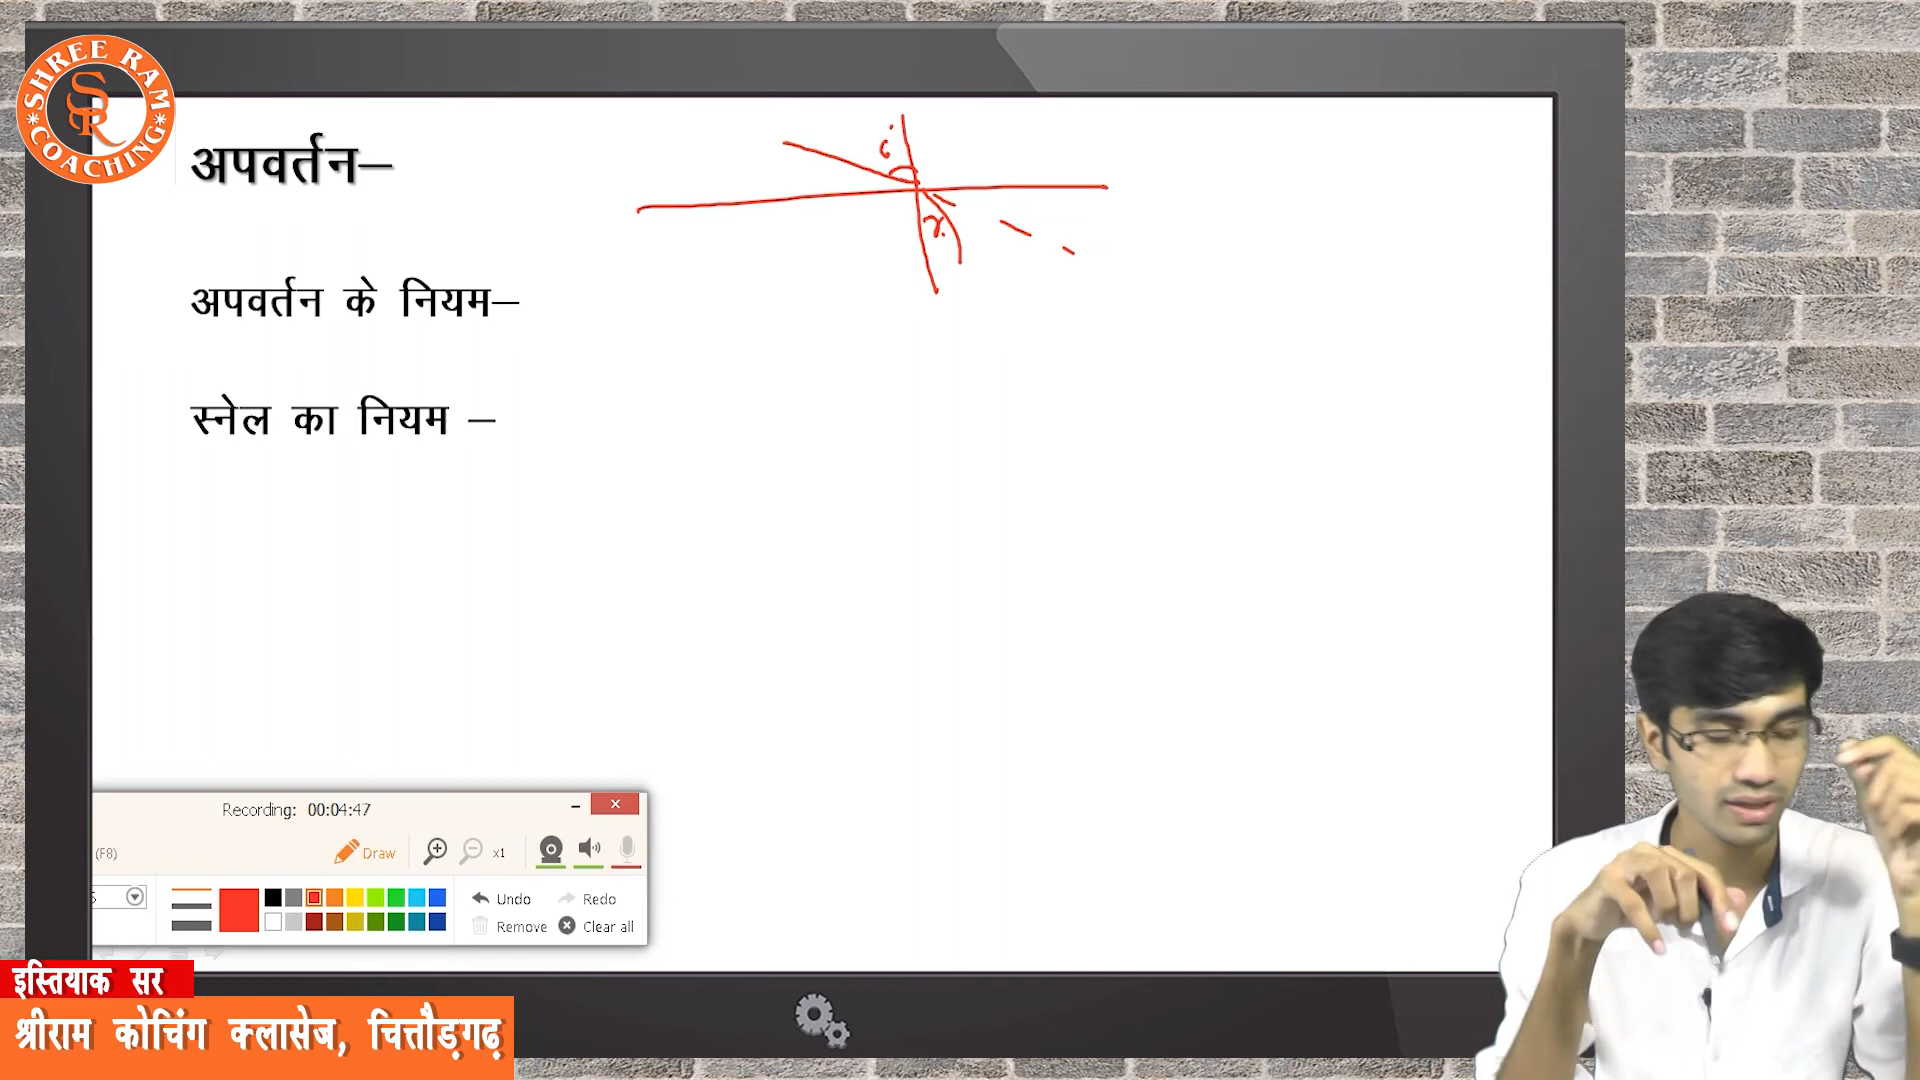 SHREE RAM
SR
COACHING
अपवर्तन–
i
r
अपवर्तन के नियम–
स्नेल का नियम –
Recording: 00:04:47
(F8)
Draw
x1
Undo
Redo
Remove
Clear all
इस्तियाक सर
श्रीराम कोचिंग क्लासेज, चित्तौड़गढ़